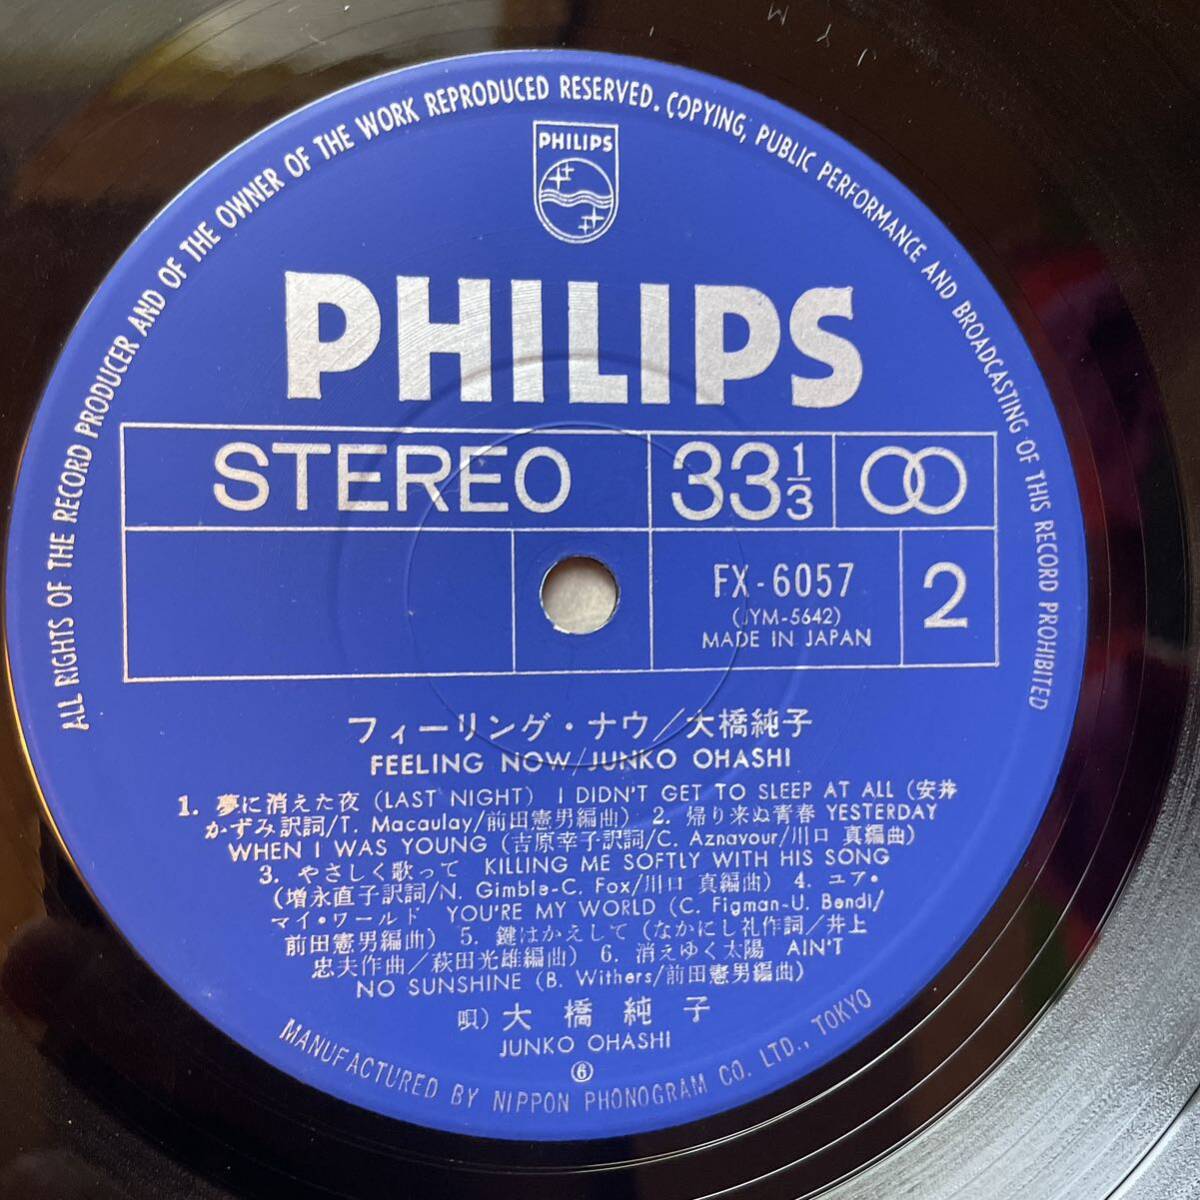 ALL RIGHTS OF THE RECORD PRODUCER AND OF THE OWNER OF THE WORK REPRODUCED RESERVED. COPYING, PUBLIC PERFORMANCE AND BROADCASTING OF THIS RECORD PROHIBITED
PHILIPS
PHILIPS
STEREO 33 1/3
FX-6057
(JYM-5642)
MADE IN JAPAN
2
フィーリング・ナウ/大橋純子
FEELING NOW/JUNKO OHASHI
1. 夢に消えた夜 (LAST NIGHT) I DIDN'T GET TO SLEEP AT ALL (安井
かずみ訳詞/T. Macaulay/前田憲男編曲) 2. 帰り来ぬ青春 YESTERDAY
WHEN I WAS YOUNG (吉原幸子訳詞/C. Aznavour/川口 真編曲)
3. やさしく歌って KILLING ME SOFTLY WITH HIS SONG
(増永直子訳詞/N. Gimble-C. Fox/川口 真編曲) 4. ユア・
マイ・ワールド YOU'RE MY WORLD (C. Figman-U. Bendi/
前田憲男編曲) 5. 鍵はかえして (なかにし礼作詞/井上
忠夫作曲/萩田光雄編曲) 6. 消えゆく太陽 AIN'T
NO SUNSHINE (B. Withers/前田憲男編曲)
唄) 大橋純子
JUNKO OHASHI
⑥
MANUFACTURED BY NIPPON PHONOGRAM CO. LTD., TOKYO